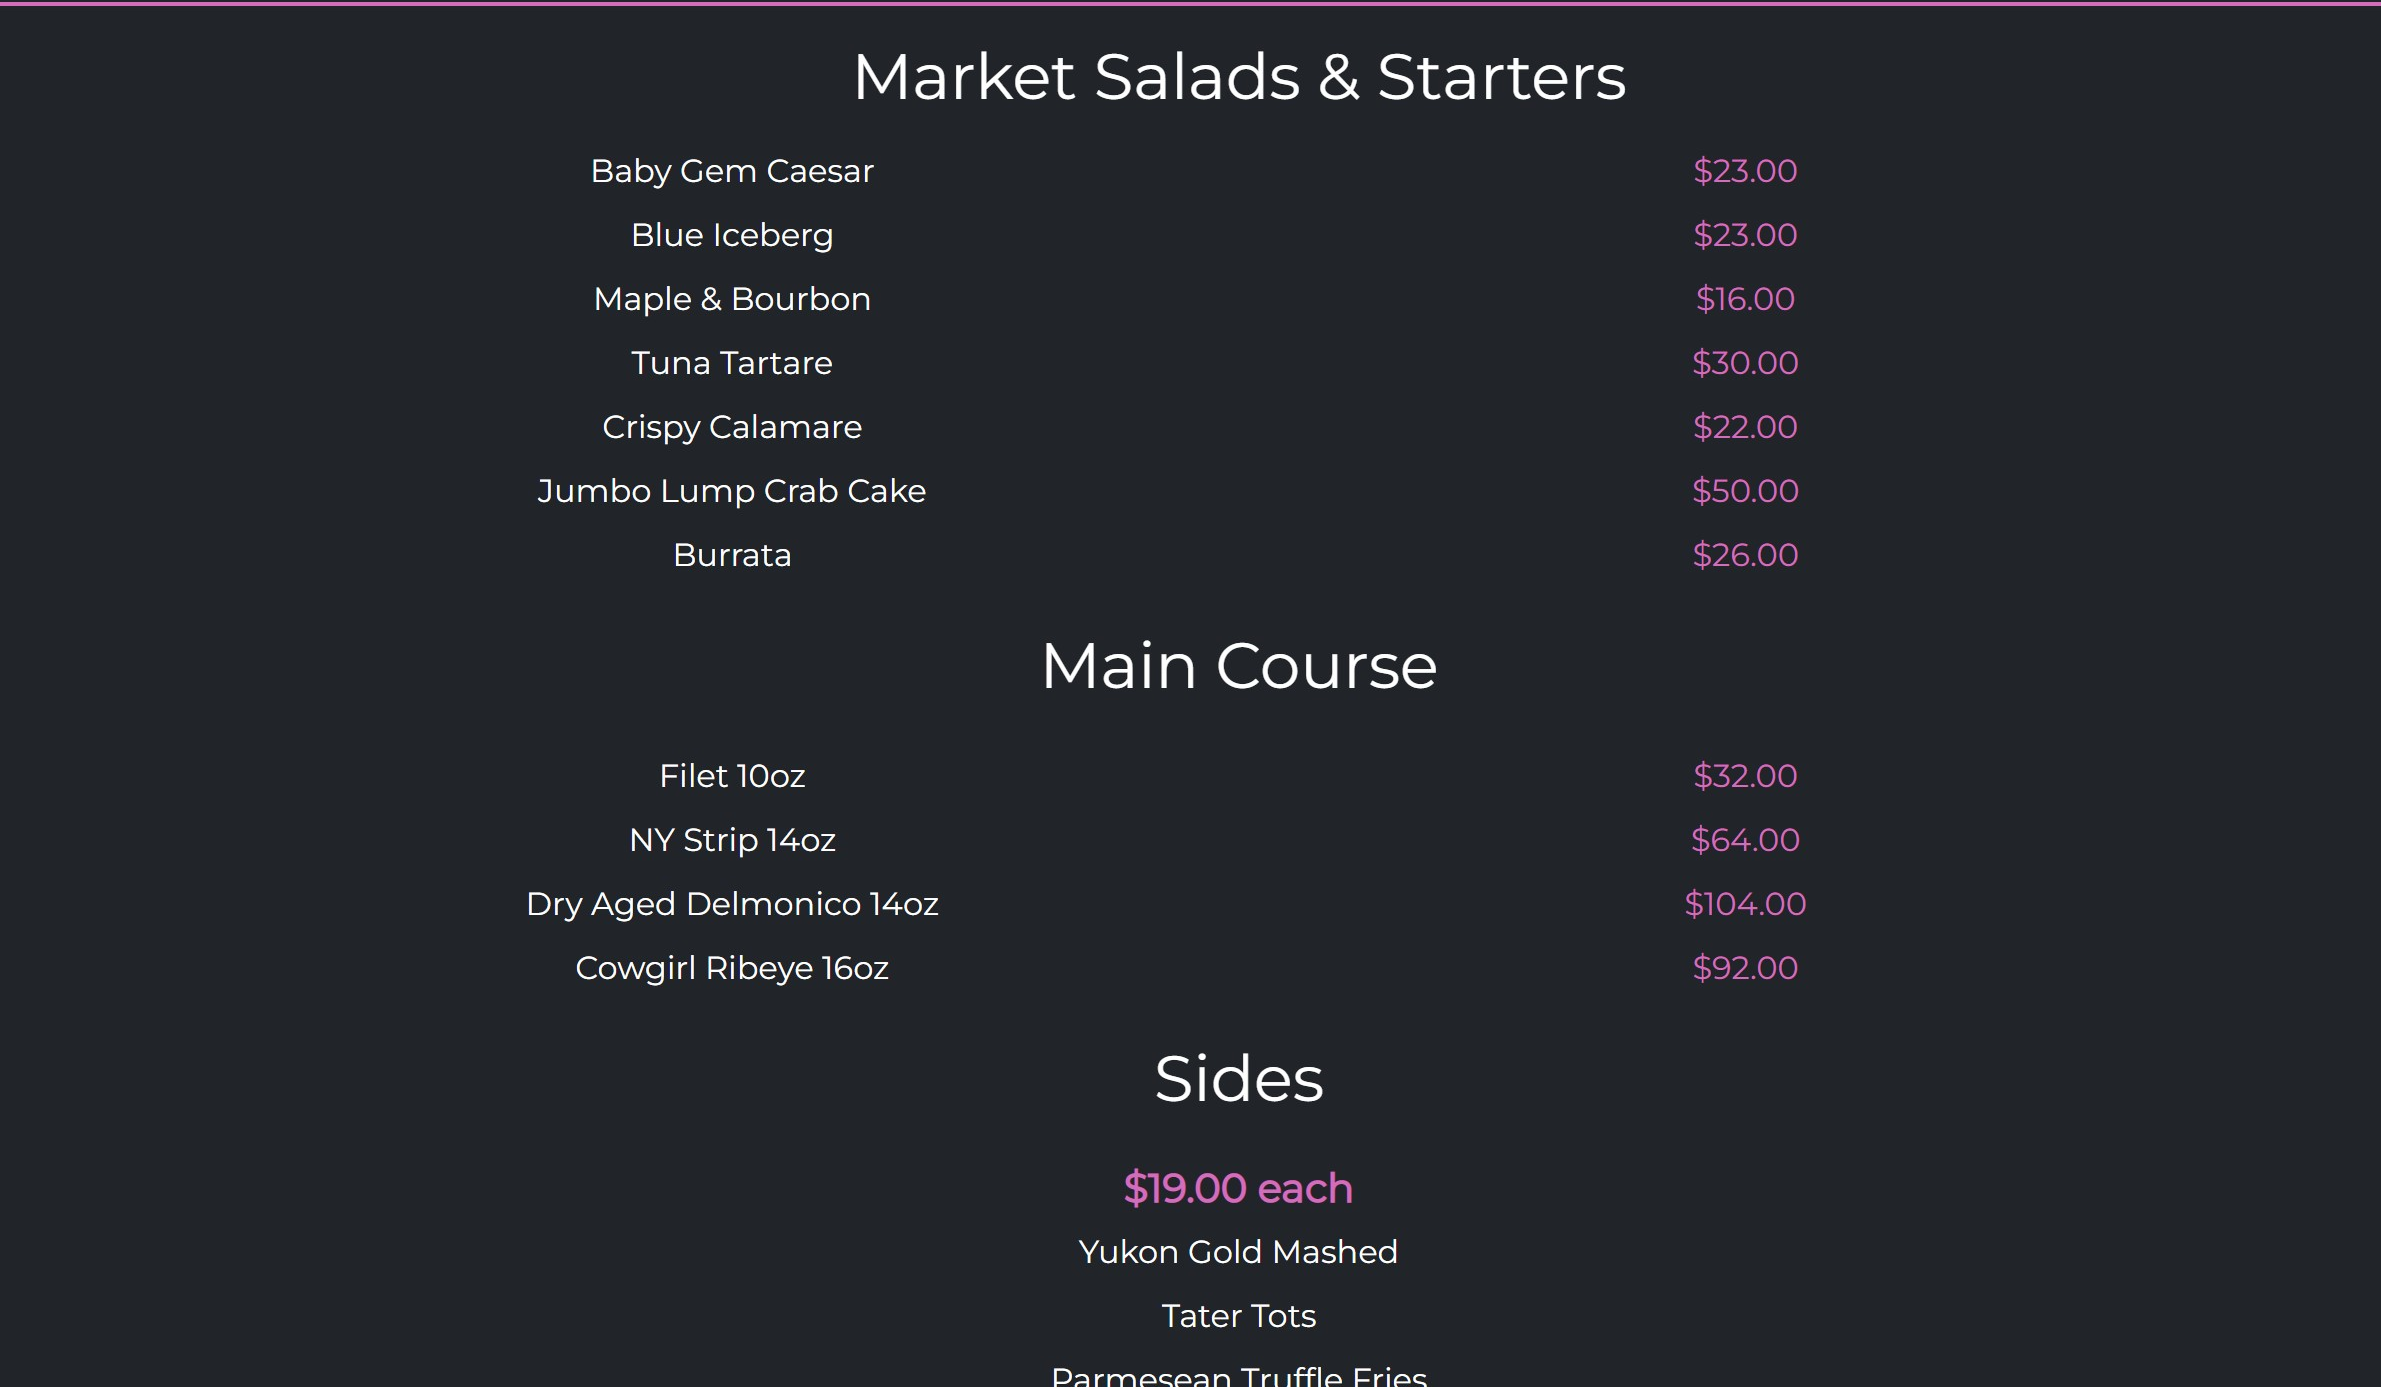 Market Salads & Starters
Baby Gem Caesar $23.00
Blue Iceberg $23.00
Maple & Bourbon $16.00
Tuna Tartare $30.00
Crispy Calamare $22.00
Jumbo Lump Crab Cake $50.00
Burrata $26.00
Main Course
Filet 10oz $32.00
NY Strip 14oz $64.00
Dry Aged Delmonico 14oz $104.00
Cowgirl Ribeye 16oz $92.00
Sides
$19.00 each
Yukon Gold Mashed
Tater Tots
Parmesean Truffle Fries